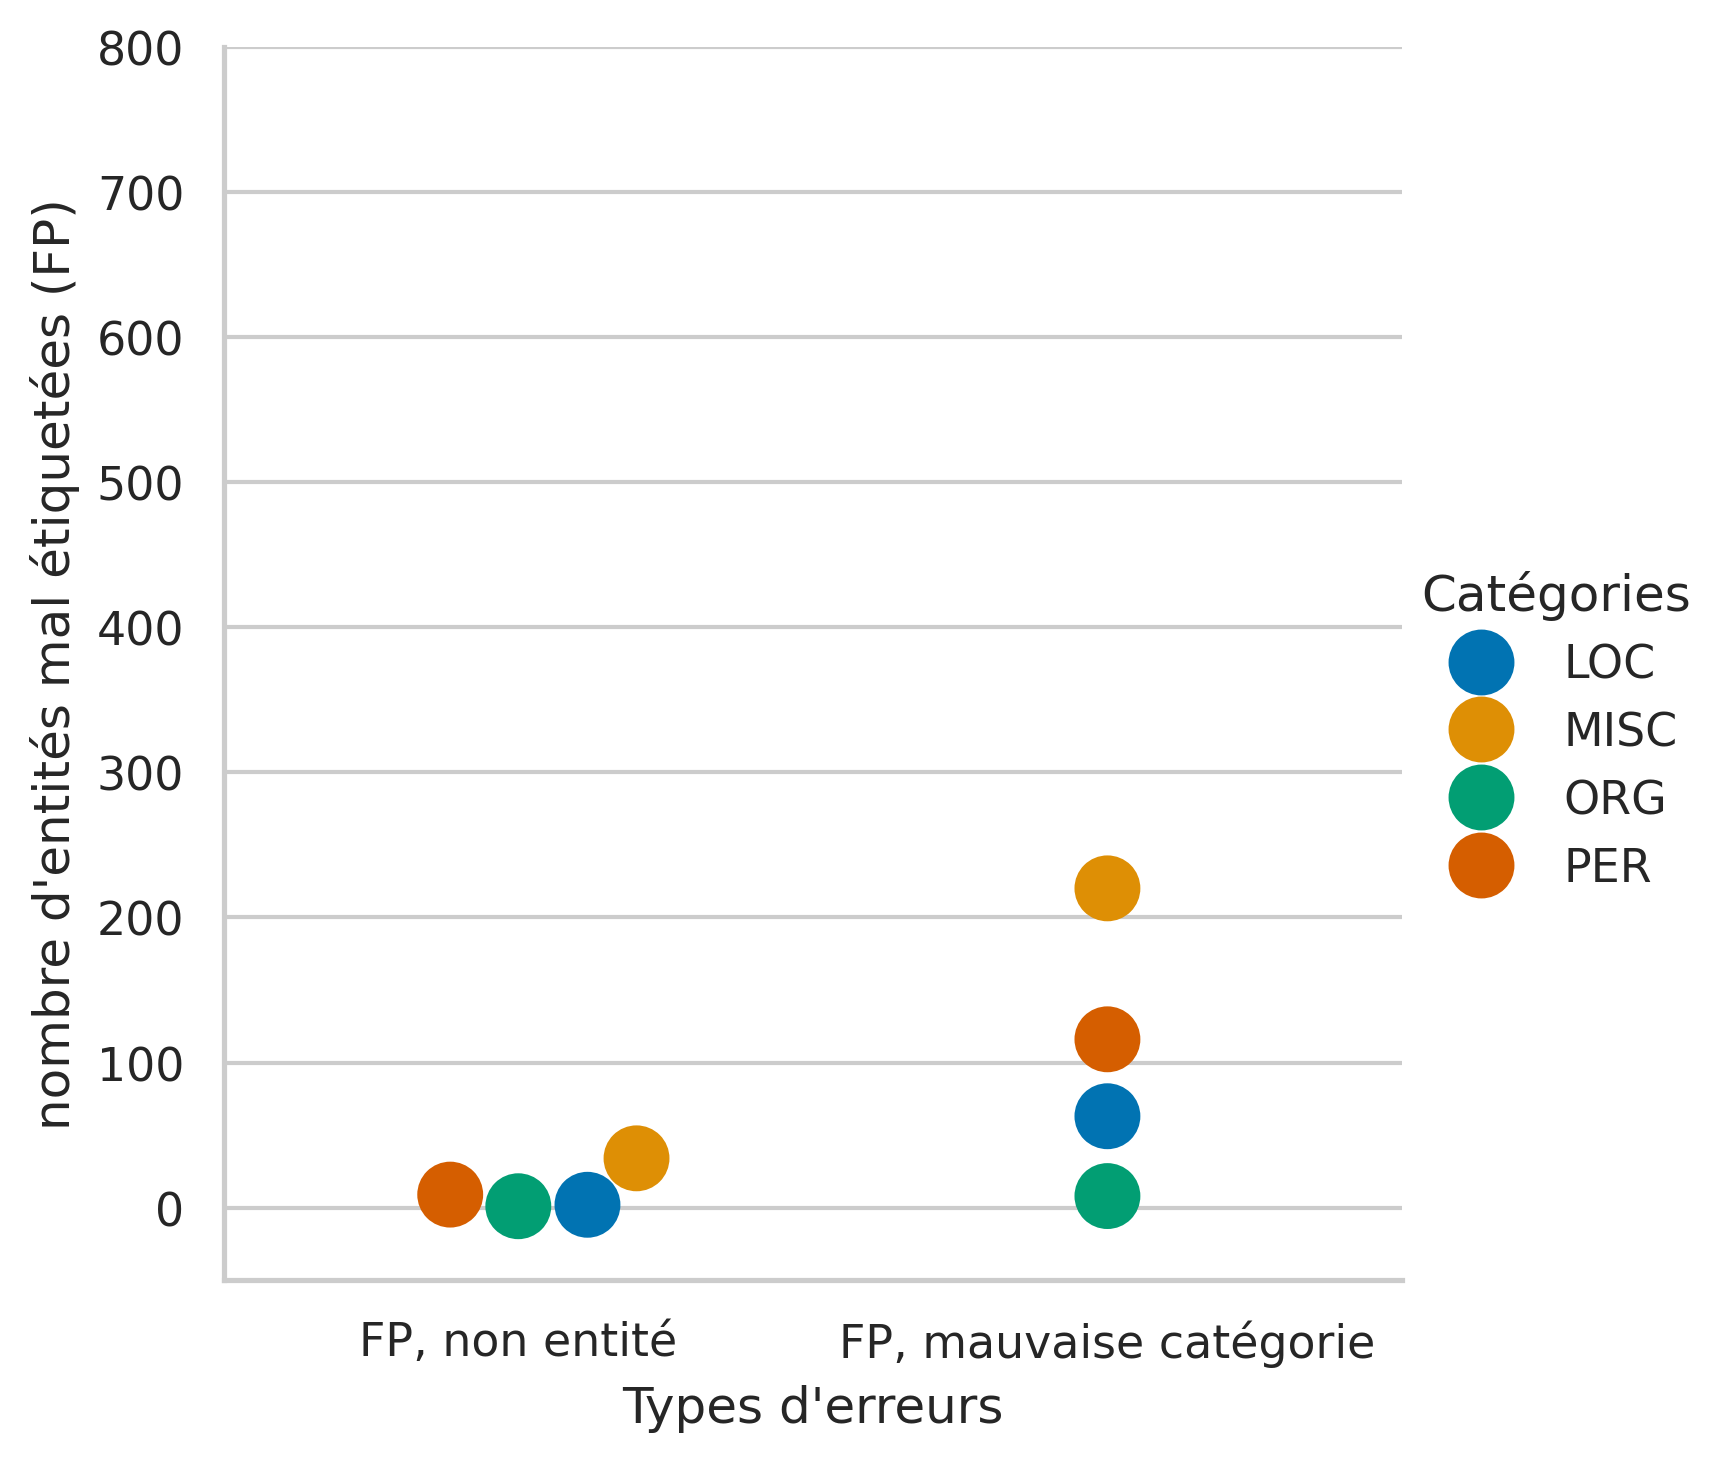 nombre d'entités mal étiquetées (FP)
800
700
600
500
400
300
200
100
0
FP, non entité
FP, mauvaise catégorie
Types d'erreurs
Catégories
LOC
MISC
ORG
PER